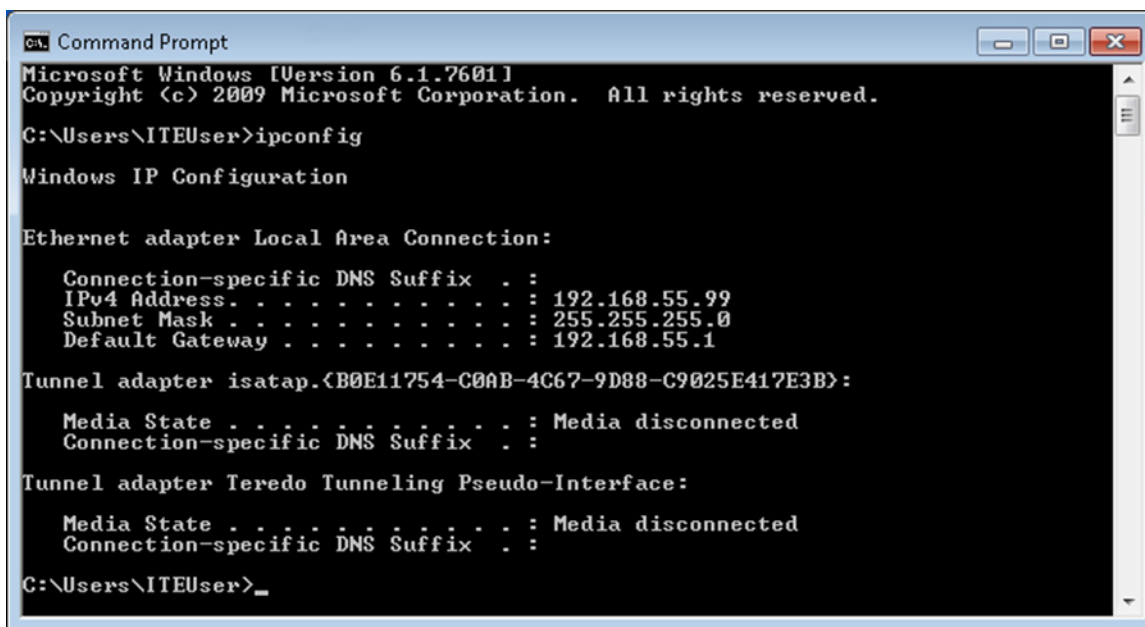 Command Prompt
Microsoft Windows [Version 6.1.7601]
Copyright (c) 2009 Microsoft Corporation.  All rights reserved.
C:\Users\ITEUser>ipconfig
Windows IP Configuration
Ethernet adapter Local Area Connection:
   Connection-specific DNS Suffix  . :
   IPv4 Address. . . . . . . . . . . : 192.168.55.99
   Subnet Mask . . . . . . . . . . . : 255.255.255.0
   Default Gateway . . . . . . . . . : 192.168.55.1
Tunnel adapter isatap.{B0E11754-C0AB-4C67-9D88-C9025E417E3B}:
   Media State . . . . . . . . . . . : Media disconnected
   Connection-specific DNS Suffix  . :
Tunnel adapter Teredo Tunneling Pseudo-Interface:
   Media State . . . . . . . . . . . : Media disconnected
   Connection-specific DNS Suffix  . :
C:\Users\ITEUser>_